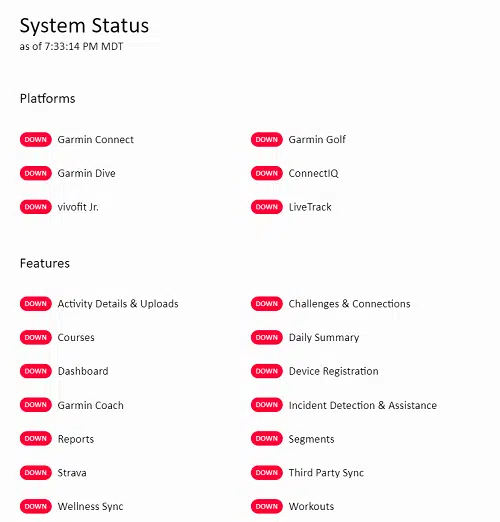 System Status
as of 7:33:14 PM MDT
Platforms
DOWN Garmin Connect DOWN Garmin Golf
DOWN Garmin Dive DOWN ConnectIQ
DOWN vivofit Jr. DOWN LiveTrack
Features
DOWN Activity Details & Uploads DOWN Challenges & Connections
DOWN Courses DOWN Daily Summary
DOWN Dashboard DOWN Device Registration
DOWN Garmin Coach DOWN Incident Detection & Assistance
DOWN Reports DOWN Segments
DOWN Strava DOWN Third Party Sync
DOWN Wellness Sync DOWN Workouts